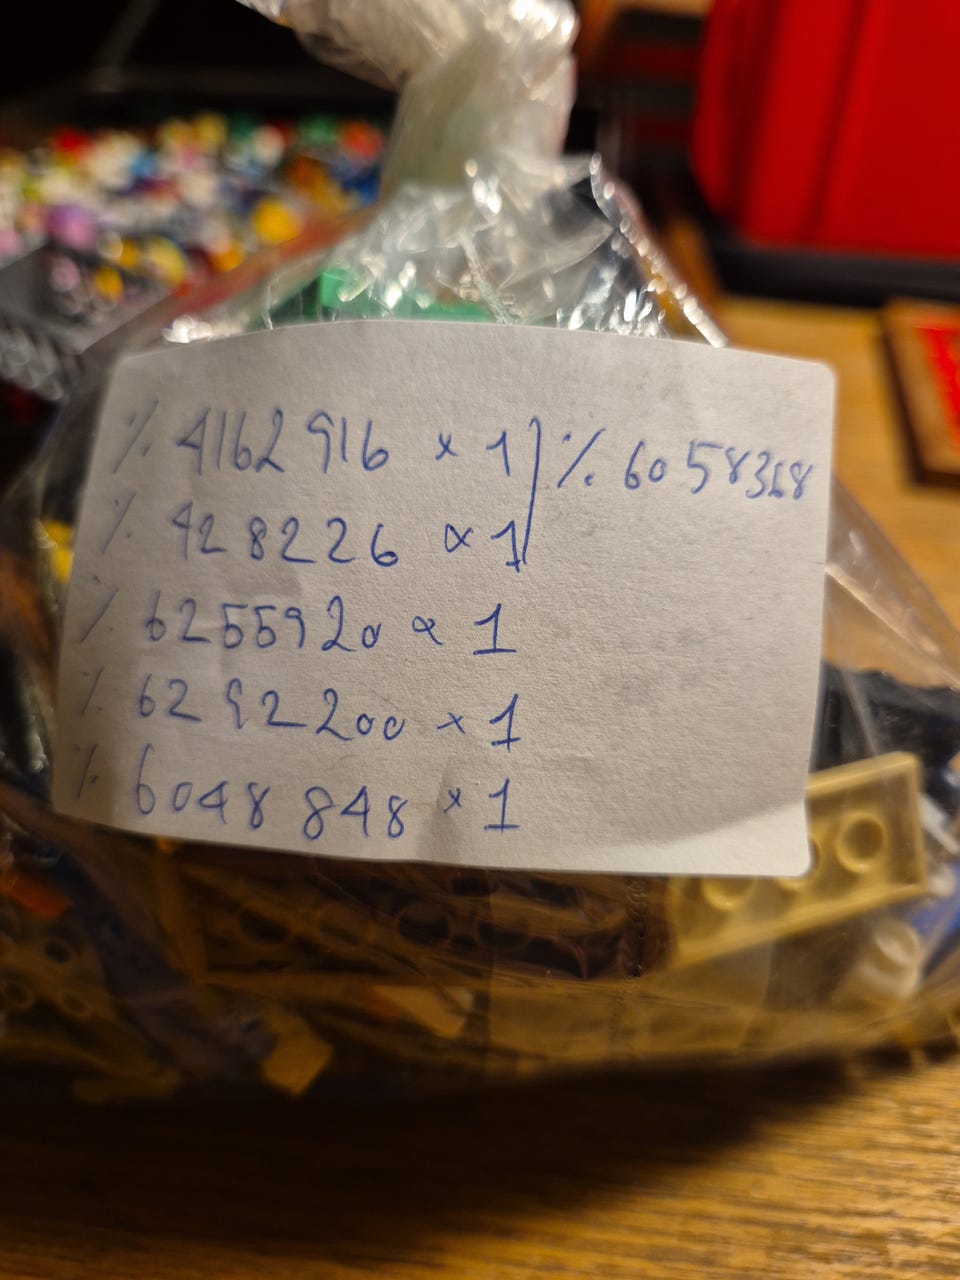 % 4162916 x 1 % 6058368
% 428226 x 1
% 6255920 x 1
% 6292200 x 1
% 6048848 x 1